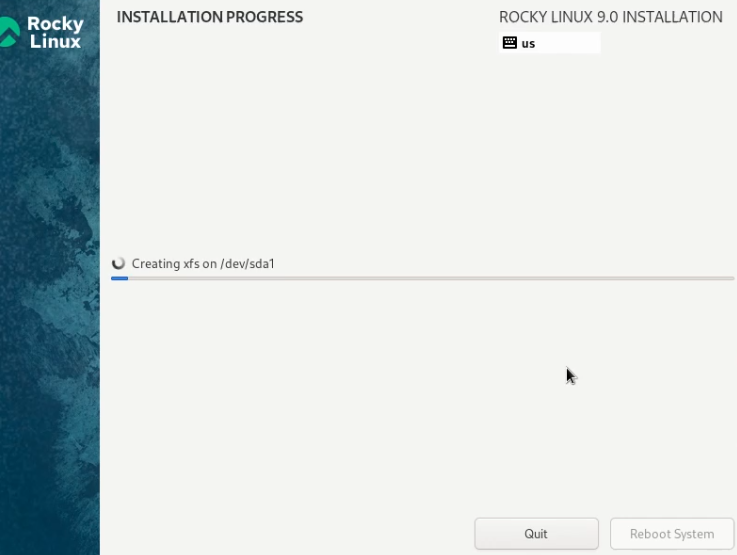 Rocky
Linux
INSTALLATION PROGRESS
ROCKY LINUX 9.0 INSTALLATION
us
Creating xfs on /dev/sda1
Quit
Reboot System